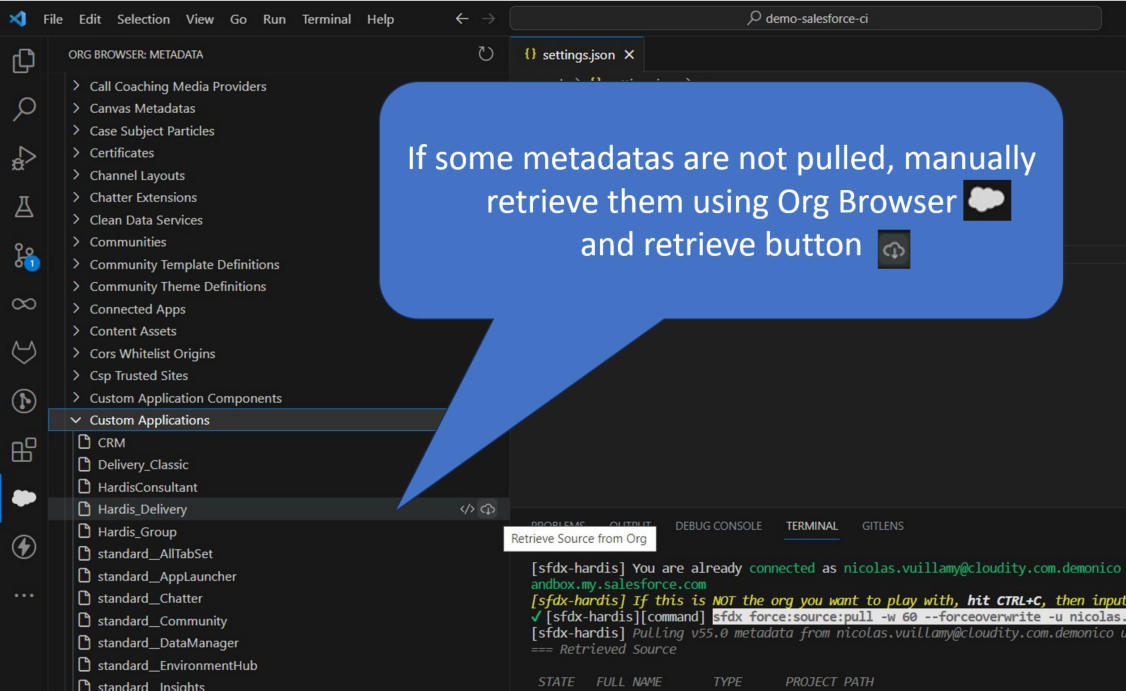 File Edit Selection View Go Run Terminal Help
demo-salesforce-ci
ORG BROWSER: METADATA
settings.json
Call Coaching Media Providers
Canvas Metadatas
Case Subject Particles
Certificates
Channel Layouts
Chatter Extensions
Clean Data Services
Communities
Community Template Definitions
Community Theme Definitions
Connected Apps
Content Assets
Cors Whitelist Origins
Csp Trusted Sites
Custom Application Components
Custom Applications
CRM
Delivery_Classic
HardisConsultant
Hardis_Delivery
Hardis_Group
standard__AllTabSet
standard__AppLauncher
standard__Chatter
standard__Community
standard__DataManager
standard__EnvironmentHub
standard__Insights
1
If some metadatas are not pulled, manually
retrieve them using Org Browser
and retrieve button
PROBLEMS OUTPUT DEBUG CONSOLE TERMINAL GITLENS
Retrieve Source from Org
[sfdx-hardis] You are already connected as nicolas.vuillamy@cloudity.com.demonico
andbox.my.salesforce.com
[sfdx-hardis] If this is NOT the org you want to play with, hit CTRL+C, then input
✓ [sfdx-hardis][command] sfdx force:source:pull -w 60 --forceoverwrite -u nicolas.
[sfdx-hardis] Pulling v55.0 metadata from nicolas.vuillamy@cloudity.com.demonico u
=== Retrieved Source
STATE FULL NAME TYPE PROJECT PATH